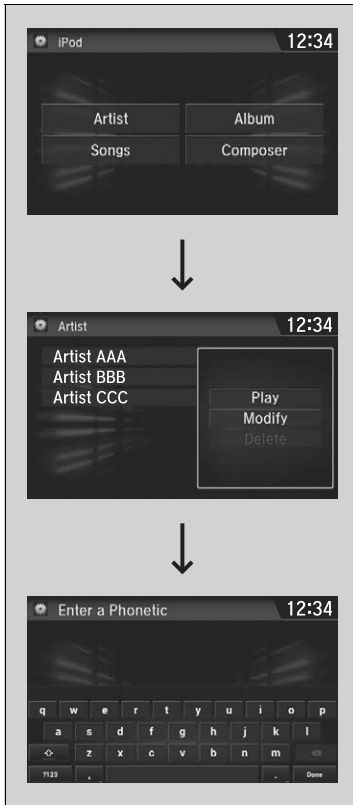 iPod 12:34
Artist Album
Songs Composer
Artist 12:34
Artist AAA
Artist BBB
Artist CCC
Play
Modify
Delete
Enter a Phonetic 12:34
q w e r t y u i o p
a s d f g h j k l
z x c v b n m
?123 , . Done